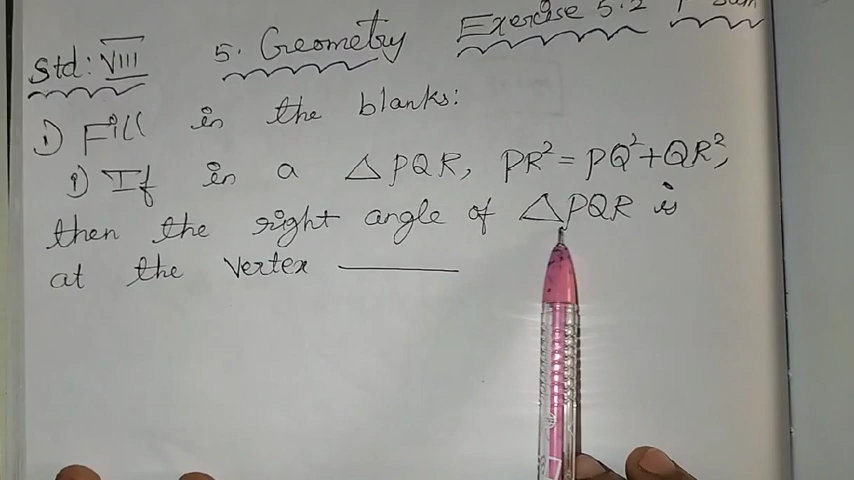 Std: VIII 5. Geometry Exercise 5.2
1) Fill in the blanks:
i) If in a △PQR, PR² = PQ² + QR²,
then the right angle of △PQR is
at the vertex ______